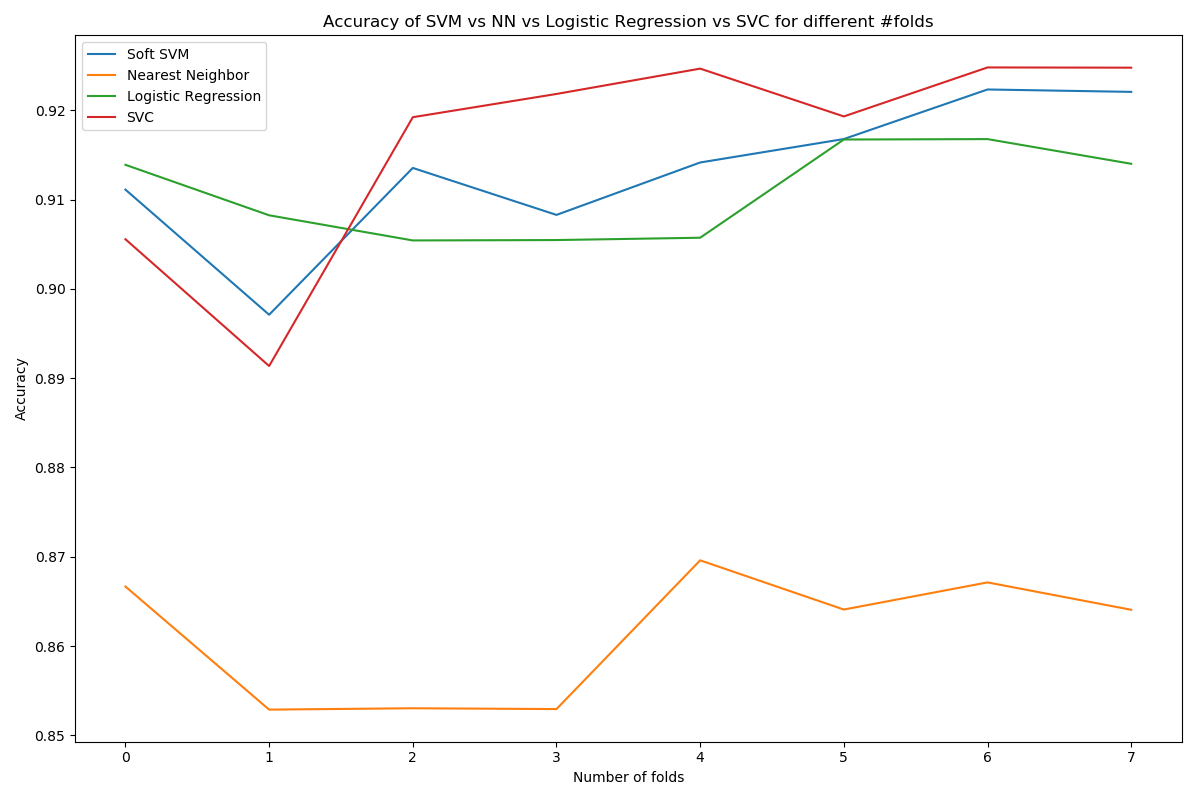 Accuracy of SVM vs NN vs Logistic Regression vs SVC for different #folds
Soft SVM
Nearest Neighbor
Logistic Regression
SVC
0.92
0.91
0.90
0.89
0.88
0.87
0.86
0.85
Accuracy
0 1 2 3 4 5 6 7
Number of folds